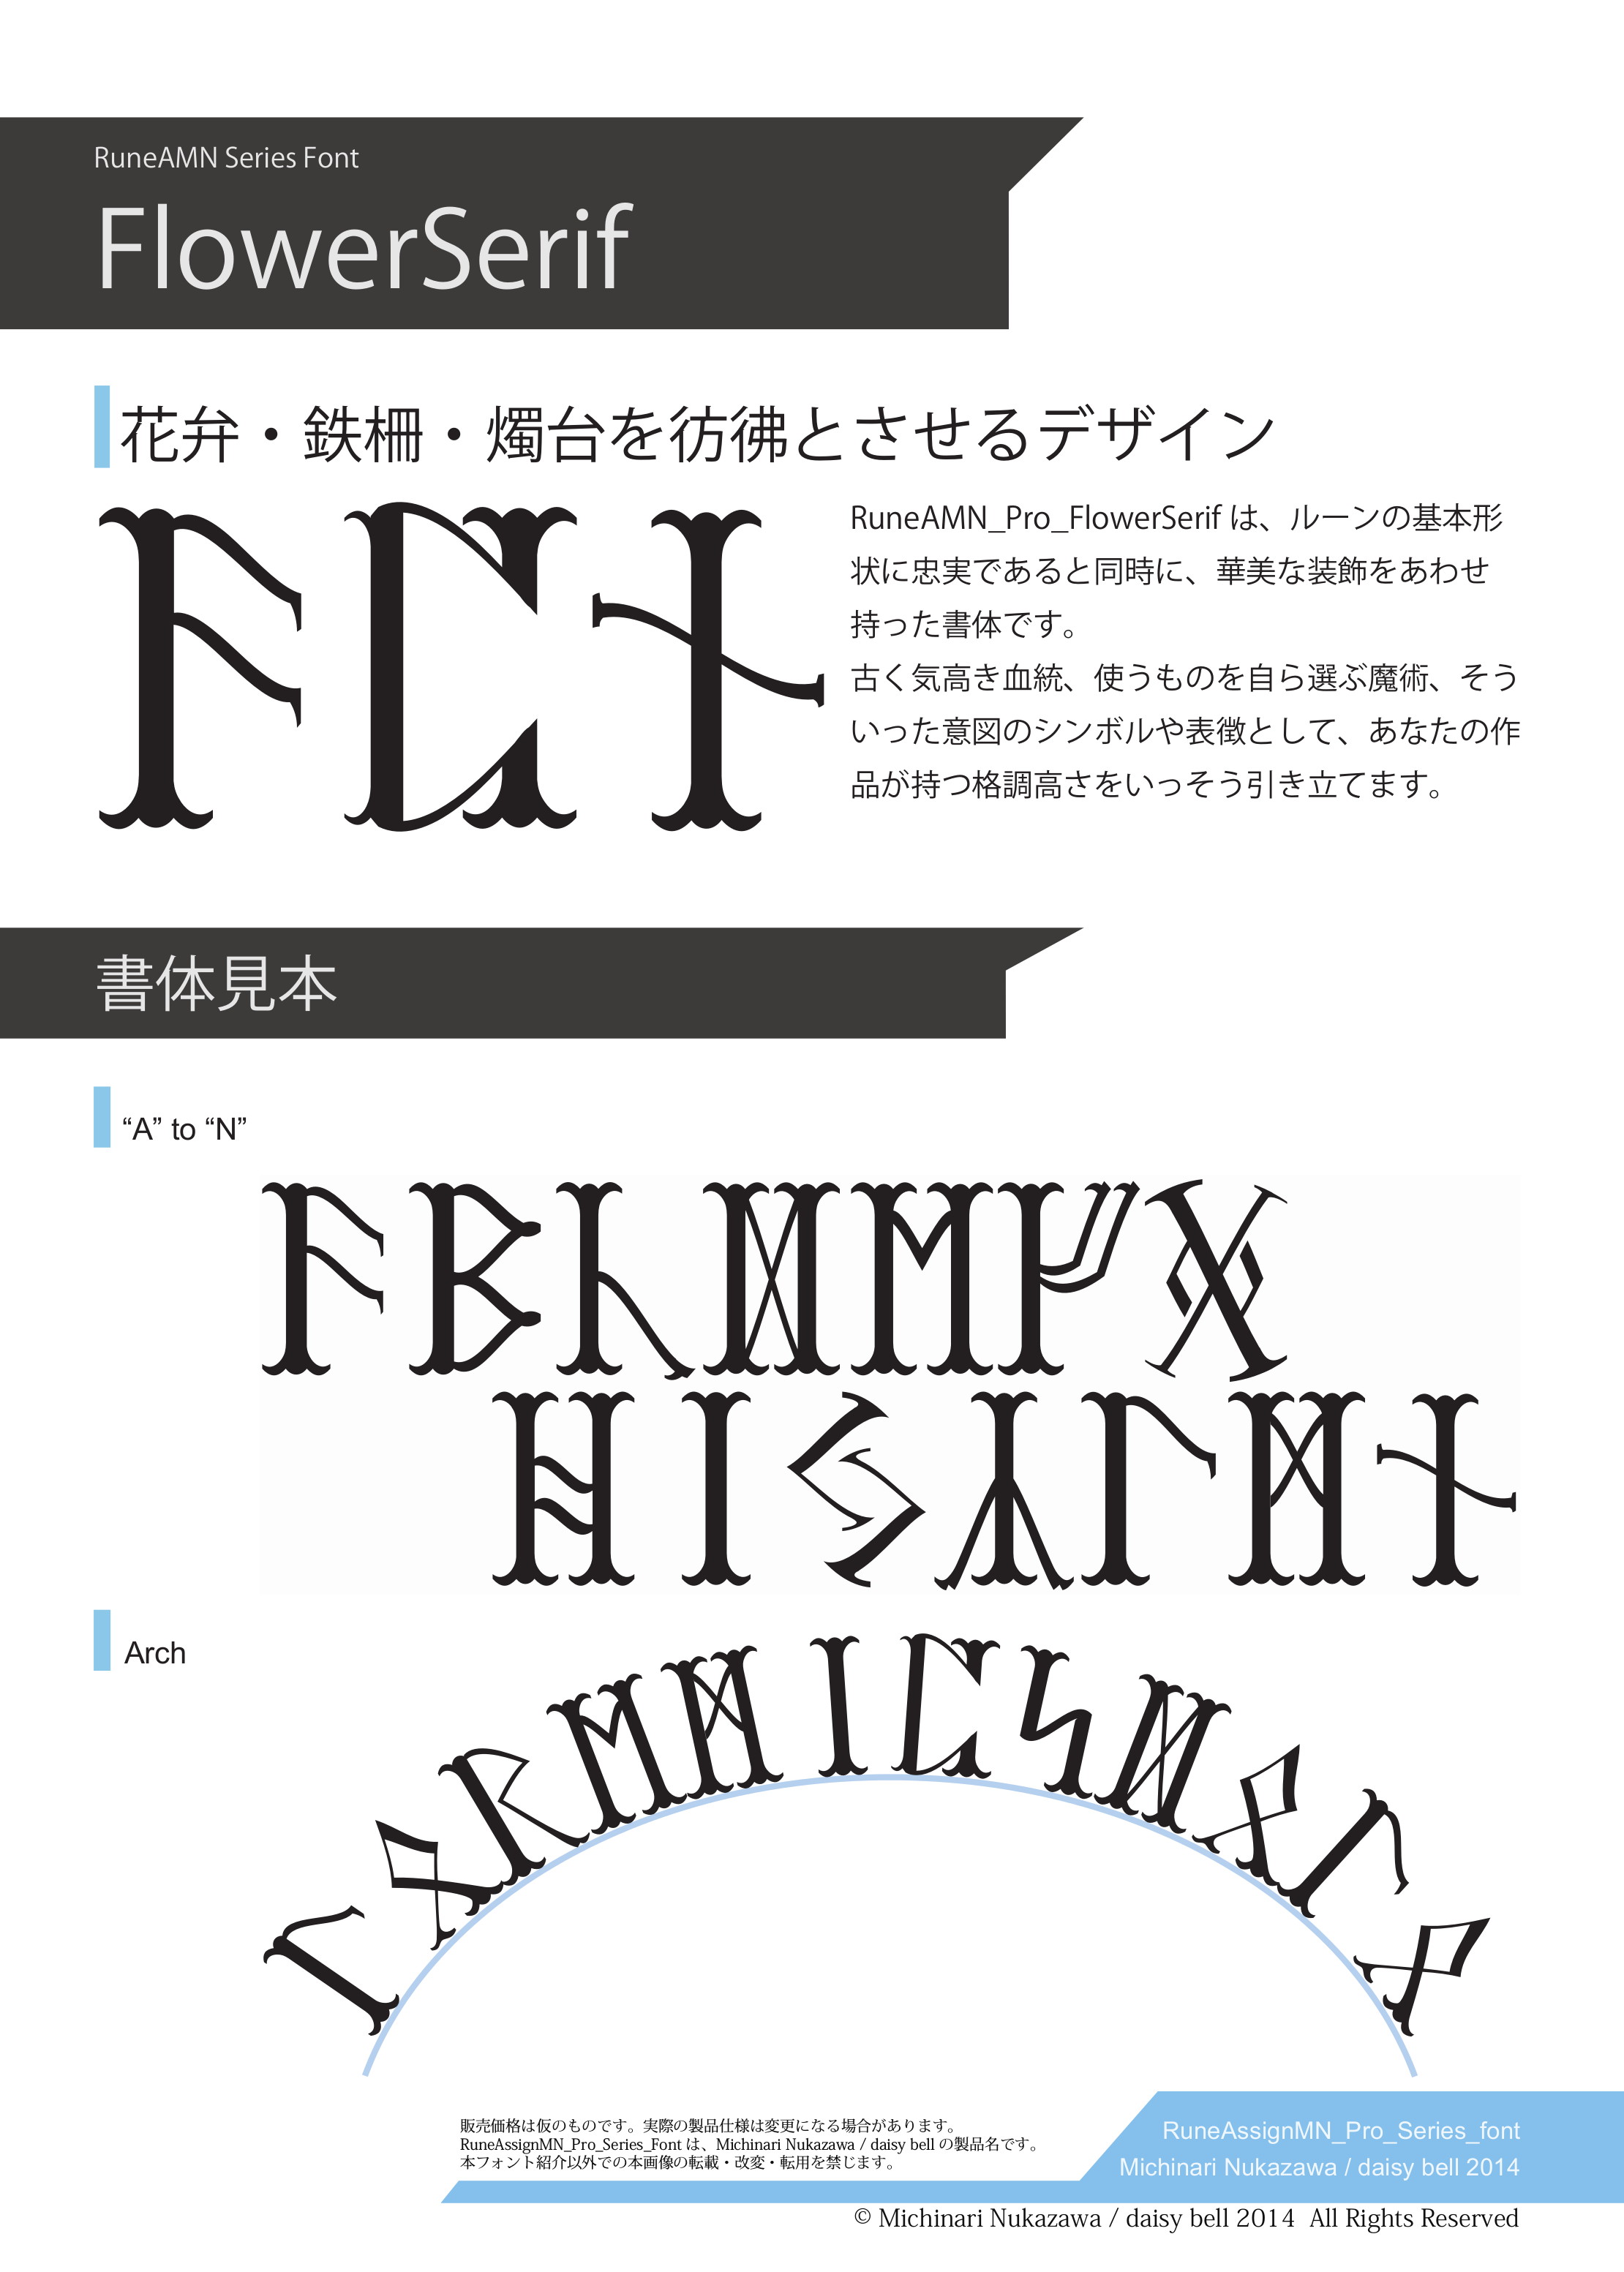 RuneAMN Series Font
FlowerSerif
花弁・鉄柵・燭台を彷彿とさせるデザイン
ᚨᛈᚾ
RuneAMN_Pro_FlowerSerif は、ルーンの基本形
状に忠実であると同時に、華美な装飾をあわせ
持った書体です。
古く気高き血統、使うものを自ら選ぶ魔術、そう
いった意図のシンボルや表徴として、あなたの作
品が持つ格調高さをいっそう引き立てます。
書体見本
“A” to “N”
ᚨᛒᚳᛞᛖᚠᚷ
ᚻᛁᛃᛣᛚᛗᚾ
Arch
ᛚᛟᚱᛖᛗ ᛁᛈᛋᛞᛟᛚᛟ
販売価格は仮のものです。実際の製品仕様は変更になる場合があります。
RuneAssignMN_Pro_Series_Font は、Michinari Nukazawa / daisy bell の製品名です。
本フォント紹介以外での本画像の転載・改変・転用を禁じます。
RuneAssignMN_Pro_Series_font
Michinari Nukazawa / daisy bell 2014
© Michinari Nukazawa / daisy bell 2014  All Rights Reserved